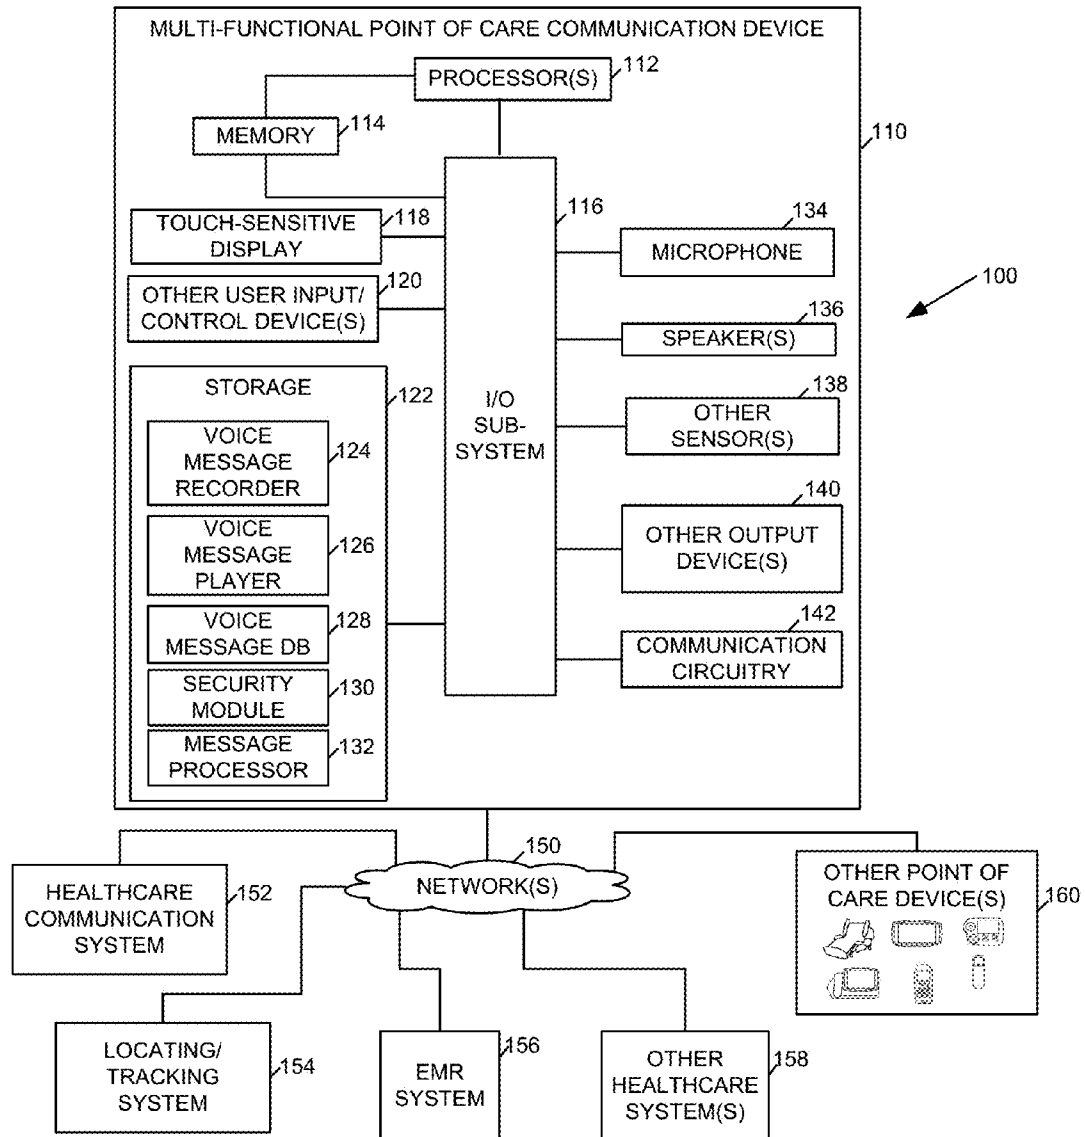 MULTI-FUNCTIONAL POINT OF CARE COMMUNICATION DEVICE
PROCESSOR(S)
112
MEMORY
114
110
116
TOUCH-SENSITIVE
DISPLAY
118
134
MICROPHONE
100
OTHER USER INPUT/
CONTROL DEVICE(S)
120
136
SPEAKER(S)
STORAGE
122
I/O
SUB-
SYSTEM
138
OTHER
SENSOR(S)
VOICE
MESSAGE
RECORDER
124
VOICE
MESSAGE
PLAYER
126
140
OTHER OUTPUT
DEVICE(S)
VOICE
MESSAGE DB
128
142
COMMUNICATION
CIRCUITRY
SECURITY
MODULE
130
MESSAGE
PROCESSOR
132
150
NETWORK(S)
HEALTHCARE
COMMUNICATION
SYSTEM
152
OTHER POINT OF
CARE DEVICE(S)
160
LOCATING/
TRACKING
SYSTEM
154
EMR
SYSTEM
156
OTHER
HEALTHCARE
SYSTEM(S)
158